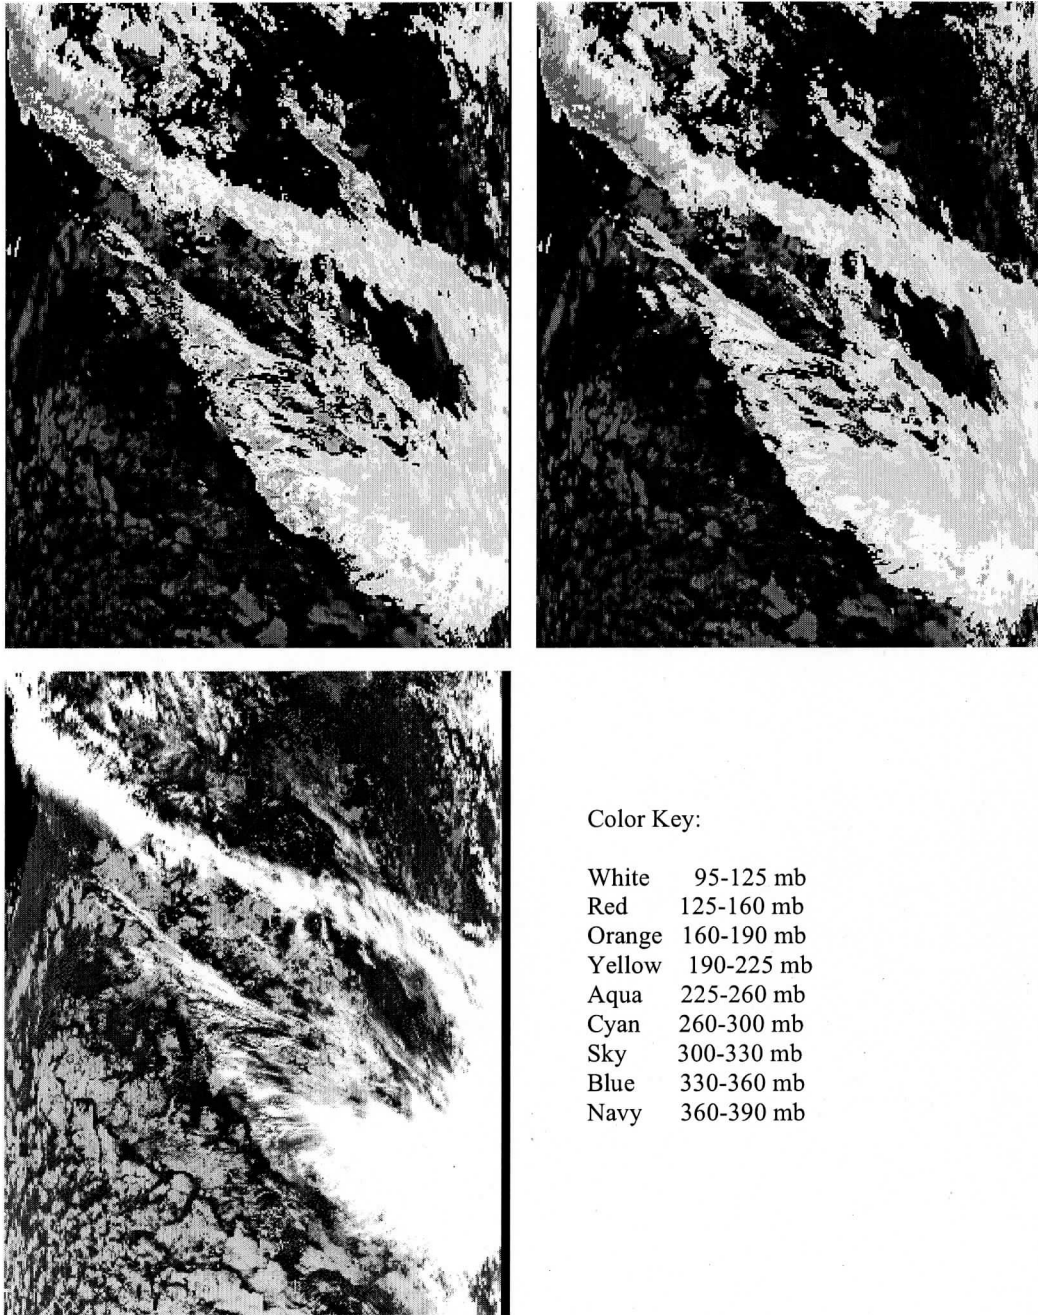 Color Key:
White 95-125 mb
Red 125-160 mb
Orange 160-190 mb
Yellow 190-225 mb
Aqua 225-260 mb
Cyan 260-300 mb
Sky 300-330 mb
Blue 330-360 mb
Navy 360-390 mb